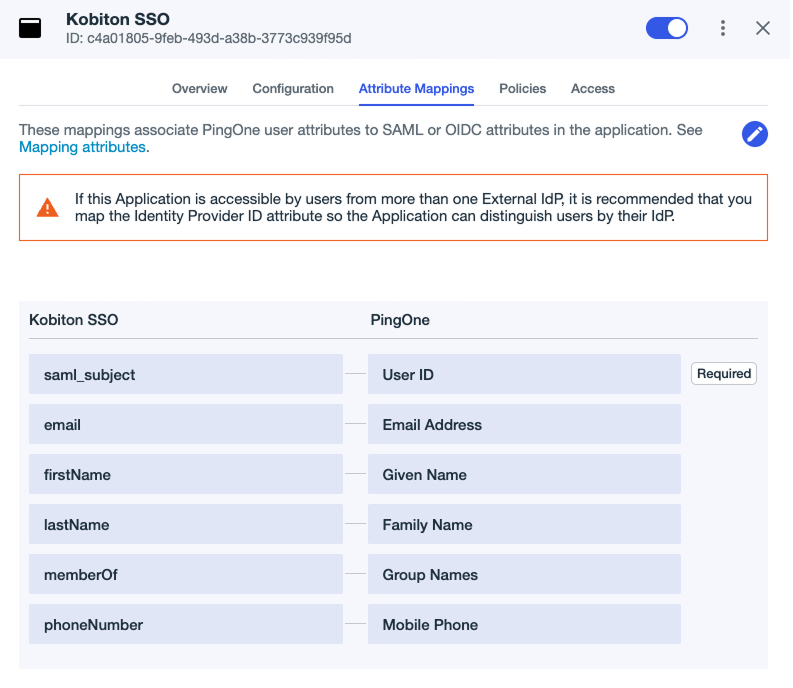 Kobiton SSO
ID: c4a01805-9feb-493d-a38b-3773c939f95d
Overview Configuration Attribute Mappings Policies Access
These mappings associate PingOne user attributes to SAML or OIDC attributes in the application. See
Mapping attributes.
If this Application is accessible by users from more than one External IdP, it is recommended that you
map the Identity Provider ID attribute so the Application can distinguish users by their IdP.
Kobiton SSO PingOne
saml_subject User ID Required
email Email Address
firstName Given Name
lastName Family Name
memberOf Group Names
phoneNumber Mobile Phone